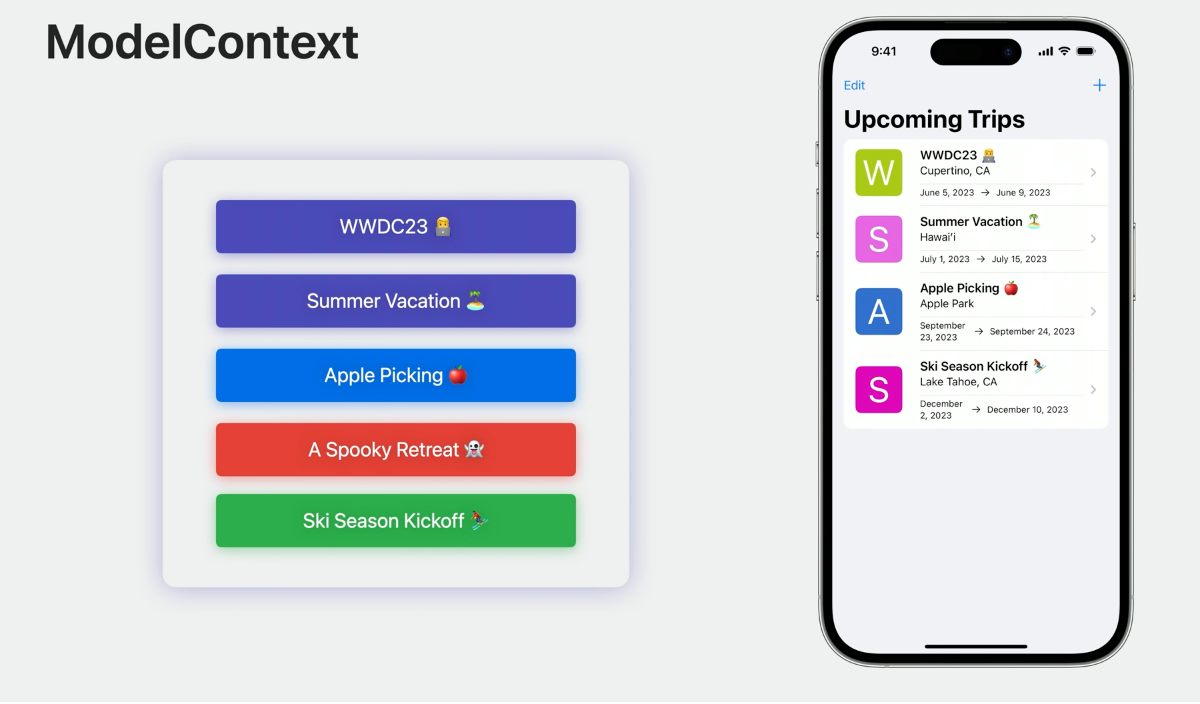 ModelContext
WWDC23 👨‍💻
Summer Vacation 🏝️
Apple Picking 🍎
A Spooky Retreat 👻
Ski Season Kickoff ⛷️
9:41
Edit +
Upcoming Trips
W
WWDC23 👨‍💻
Cupertino, CA
June 5, 2023 → June 9, 2023
S
Summer Vacation 🏝️
Hawaiʻi
July 1, 2023 → July 15, 2023
A
Apple Picking 🍎
Apple Park
September
23, 2023 → September 24, 2023
S
Ski Season Kickoff ⛷️
Lake Tahoe, CA
December
2, 2023 → December 10, 2023